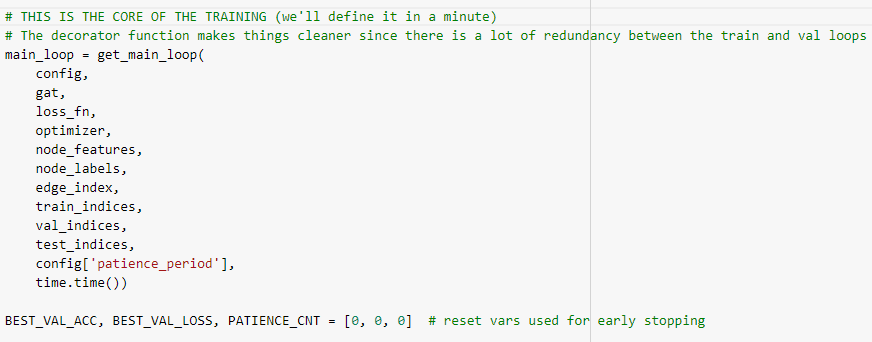 # THIS IS THE CORE OF THE TRAINING (we'll define it in a minute)
# The decorator function makes things cleaner since there is a lot of redundancy between the train and val loops
main_loop = get_main_loop(
    config,
    gat,
    loss_fn,
    optimizer,
    node_features,
    node_labels,
    edge_index,
    train_indices,
    val_indices,
    test_indices,
    config['patience_period'],
    time.time())
BEST_VAL_ACC, BEST_VAL_LOSS, PATIENCE_CNT = [0, 0, 0]  # reset vars used for early stopping